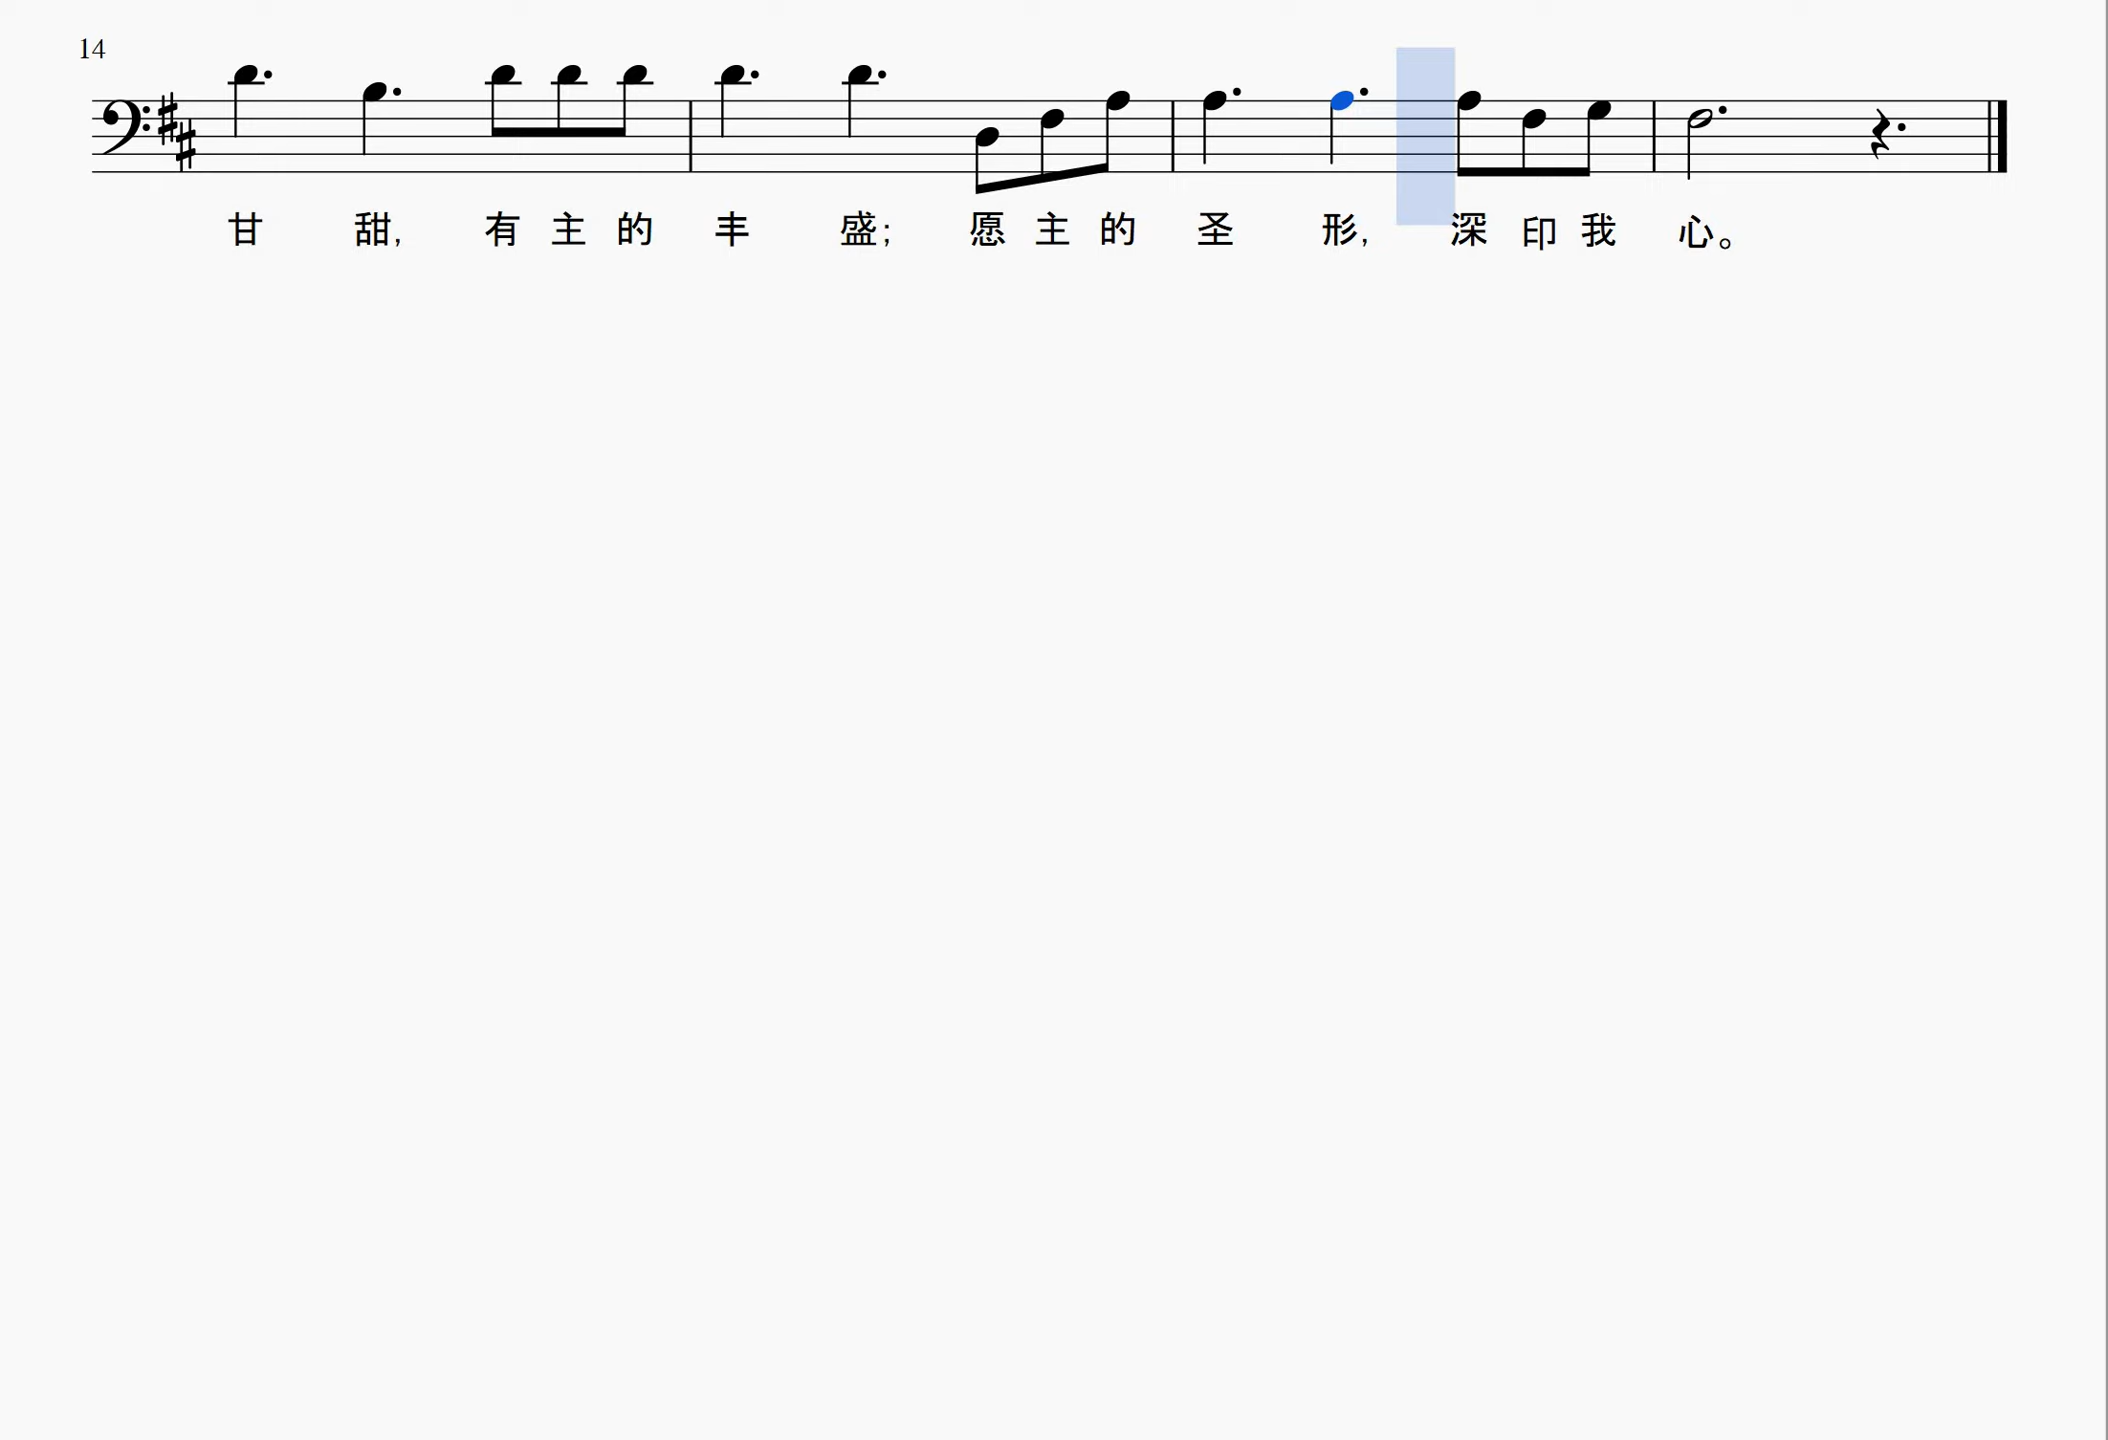 14
甘 甜, 有 主 的 丰 盛; 愿 主 的 圣 形, 深 印 我 心。